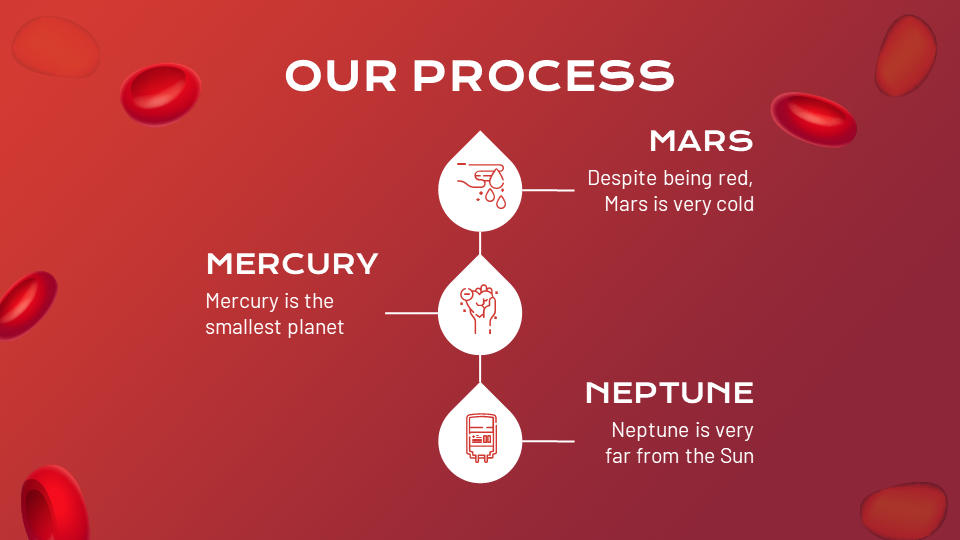 OUR PROCESS
MARS
Despite being red,
Mars is very cold
MERCURY
Mercury is the
smallest planet
NEPTUNE
Neptune is very
far from the Sun